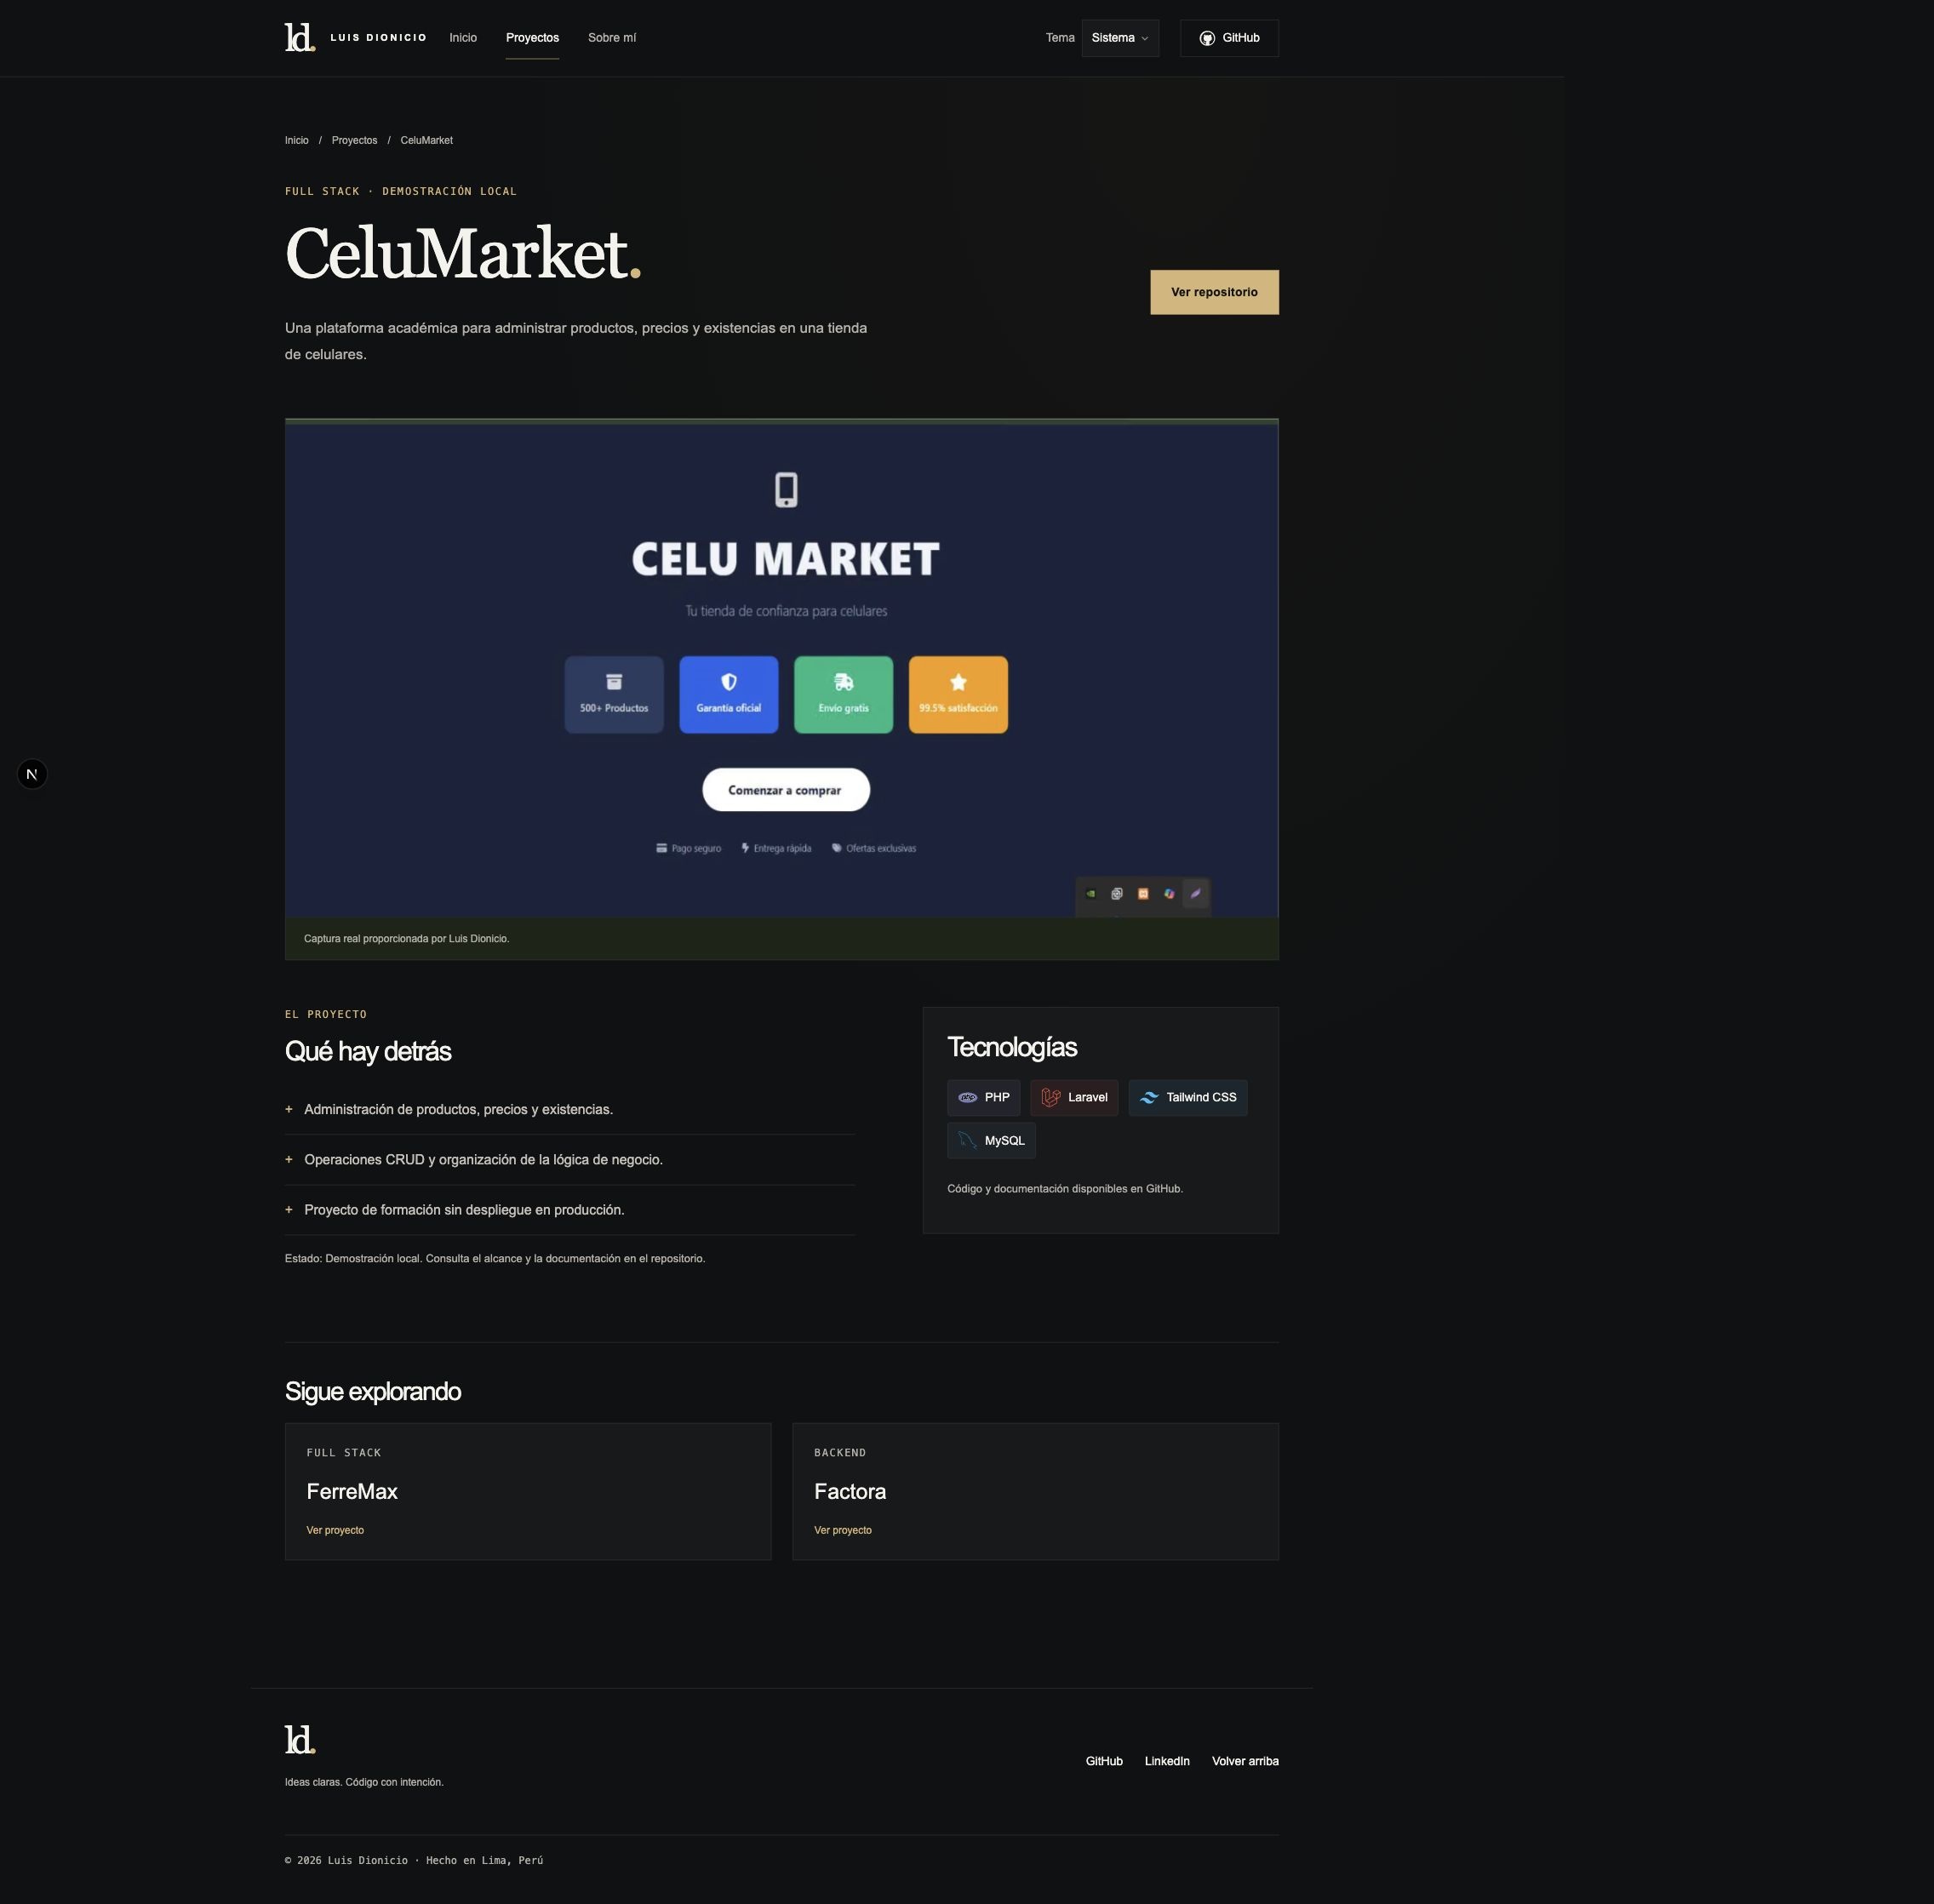 ld.
LUIS DIONICIO
Inicio
Proyectos
Sobre mí
Tema
Sistema
GitHub
Inicio / Proyectos / CeluMarket
FULL STACK · DEMOSTRACIÓN LOCAL
CeluMarket.
Ver repositorio
Una plataforma académica para administrar productos, precios y existencias en una tienda
de celulares.
CELU MARKET
Tu tienda de confianza para celulares
500+ Productos
Garantía oficial
Envío gratis
99.5% satisfacción
Comenzar a comprar
Pago seguro
Entrega rápida
Ofertas exclusivas
N
Captura real proporcionada por Luis Dionicio.
EL PROYECTO
Qué hay detrás
+ Administración de productos, precios y existencias.
+ Operaciones CRUD y organización de la lógica de negocio.
+ Proyecto de formación sin despliegue en producción.
Estado: Demostración local. Consulta el alcance y la documentación en el repositorio.
Tecnologías
PHP
Laravel
Tailwind CSS
MySQL
Código y documentación disponibles en GitHub.
Sigue explorando
FULL STACK
FerreMax
Ver proyecto
BACKEND
Factora
Ver proyecto
ld.
Ideas claras. Código con intención.
GitHub
LinkedIn
Volver arriba
© 2026 Luis Dionicio · Hecho en Lima, Perú